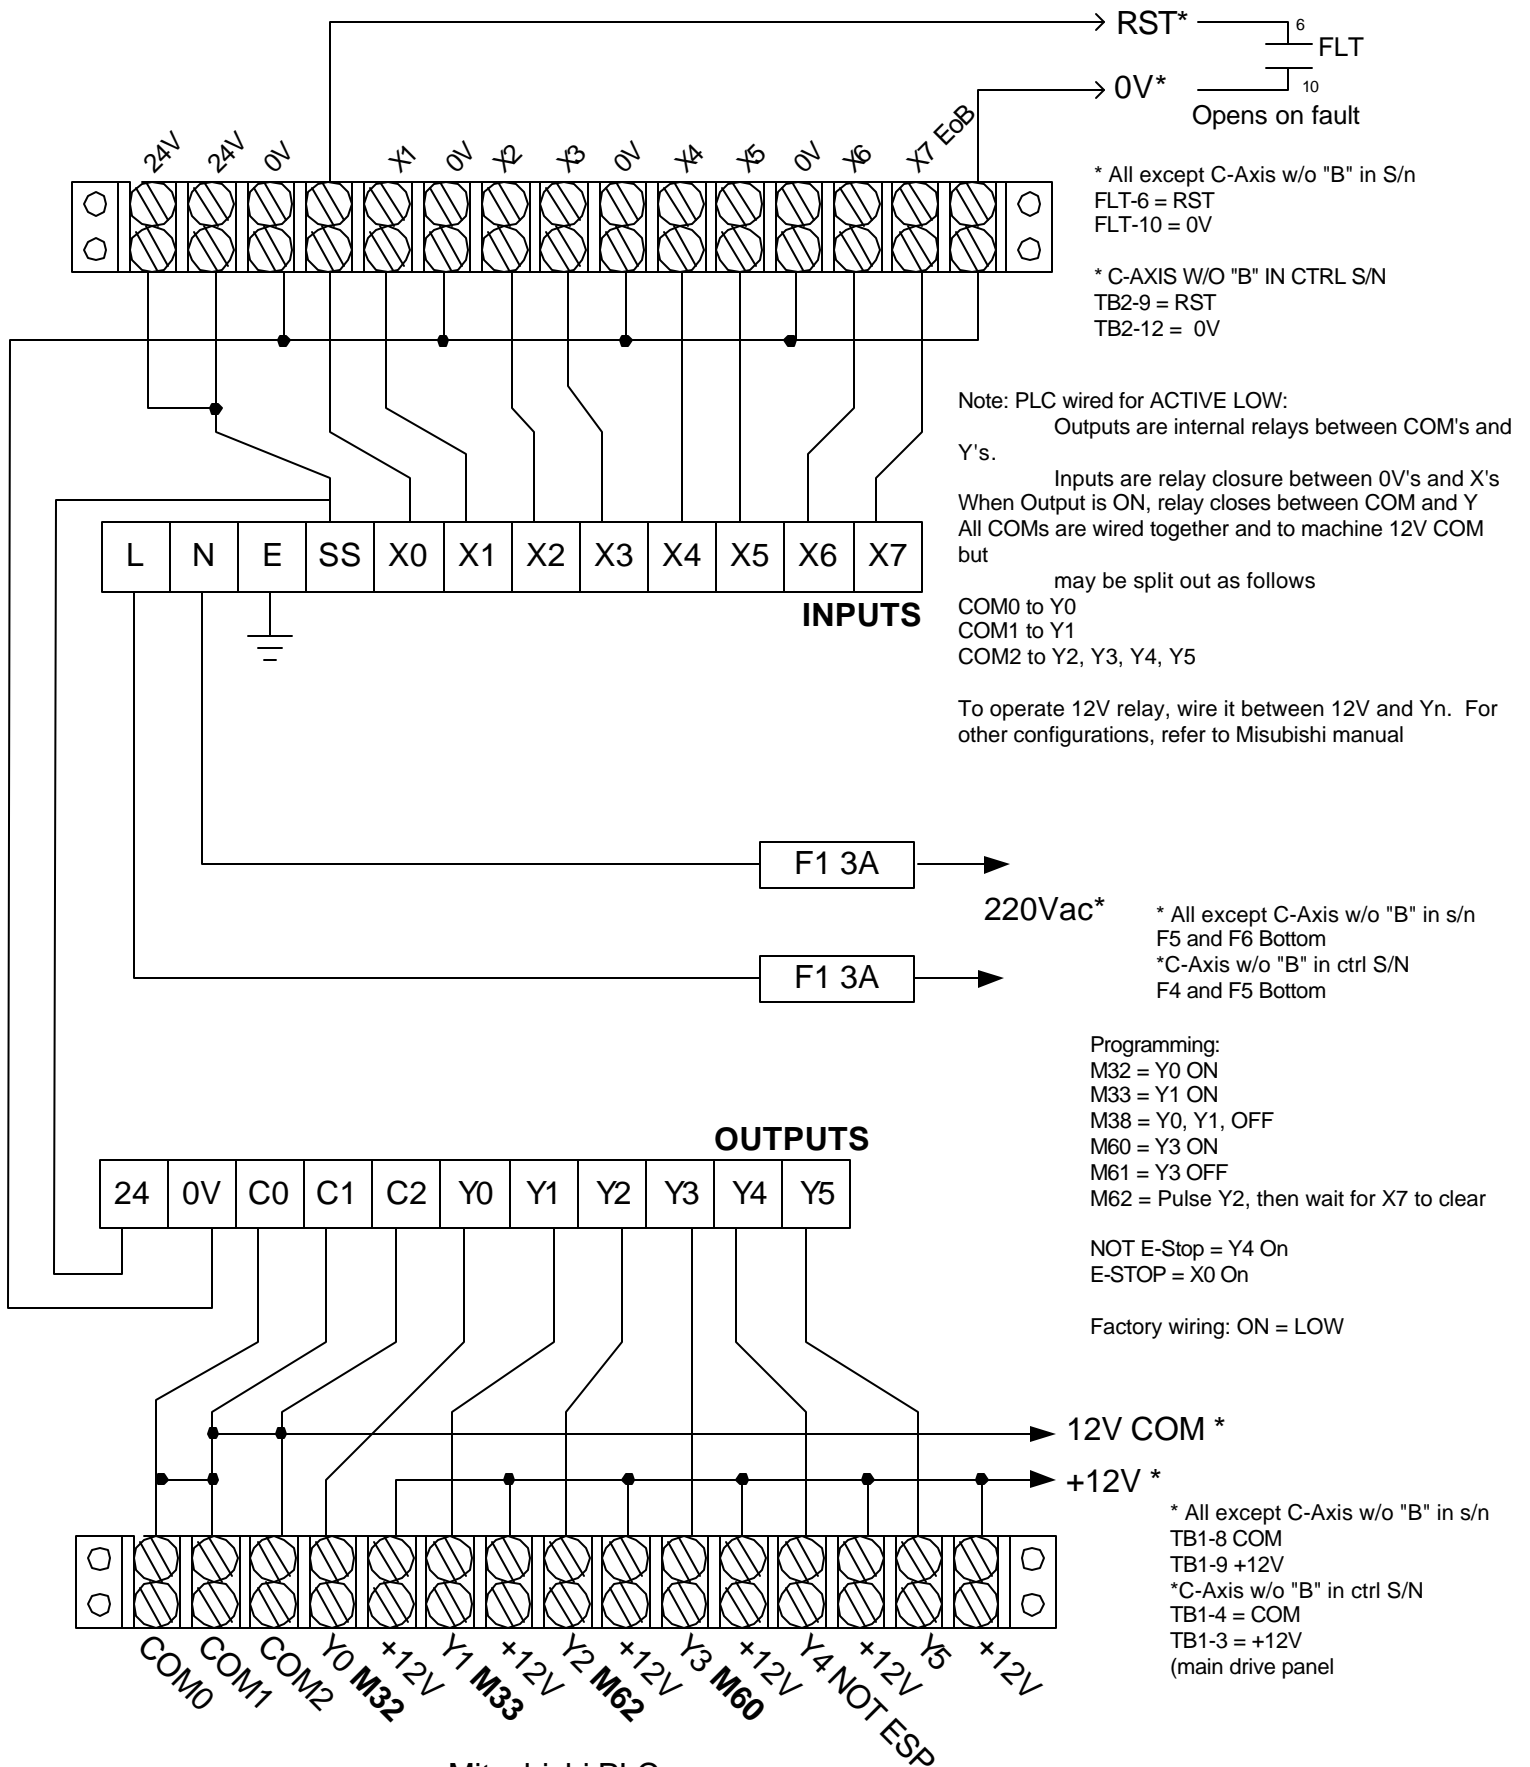 RST*
6
FLT
0V*
10
Opens on fault
24V 24V 0V X1 0V X2 X3 0V X4 X5 0V X6 X7 EoB
* All except C-Axis w/o "B" in S/n
FLT-6 = RST
FLT-10 = 0V
* C-AXIS W/O "B" IN CTRL S/N
TB2-9 = RST
TB2-12 = 0V
Note: PLC wired for ACTIVE LOW:
Outputs are internal relays between COM's and
Y's.
Inputs are relay closure between 0V's and X's
When Output is ON, relay closes between COM and Y
All COMs are wired together and to machine 12V COM
but
may be split out as follows
COM0 to Y0
COM1 to Y1
COM2 to Y2, Y3, Y4, Y5
To operate 12V relay, wire it between 12V and Yn. For
other configurations, refer to Misubishi manual
L N E SS X0 X1 X2 X3 X4 X5 X6 X7
INPUTS
F1 3A
220Vac*
F1 3A
* All except C-Axis w/o "B" in s/n
F5 and F6 Bottom
*C-Axis w/o "B" in ctrl S/N
F4 and F5 Bottom
Programming:
M32 = Y0 ON
M33 = Y1 ON
M38 = Y0, Y1, OFF
M60 = Y3 ON
M61 = Y3 OFF
M62 = Pulse Y2, then wait for X7 to clear
NOT E-Stop = Y4 On
E-STOP = X0 On
Factory wiring: ON = LOW
OUTPUTS
24 0V C0 C1 C2 Y0 Y1 Y2 Y3 Y4 Y5
12V COM *
+12V *
* All except C-Axis w/o "B" in s/n
TB1-8 COM
TB1-9 +12V
*C-Axis w/o "B" in ctrl S/N
TB1-4 = COM
TB1-3 = +12V
(main drive panel
COM0 COM1 COM2 Y0 M32 +12V Y1 M33 +12V Y2 M62 +12V Y3 M60 +12V Y4 NOT ESP +12V Y5 +12V
Mitsubishi PLC